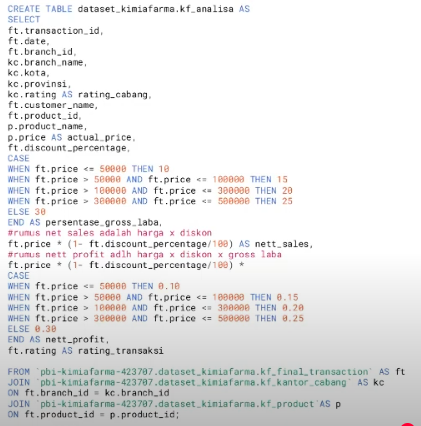 CREATE TABLE dataset_kimiafarma.kf_analisa AS
SELECT
ft.transaction_id,
ft.date,
ft.branch_id,
kc.branch_name,
kc.kota,
kc.provinsi,
kc.rating AS rating_cabang,
ft.customer_name,
ft.product_id,
p.product_name,
p.price AS actual_price,
ft.discount_percentage,
CASE
WHEN ft.price <= 50000 THEN 10
WHEN ft.price > 50000 AND ft.price <= 100000 THEN 15
WHEN ft.price > 100000 AND ft.price <= 300000 THEN 20
WHEN ft.price > 300000 AND ft.price <= 500000 THEN 25
ELSE 30
END AS persentase_gross_laba,
#rumus net sales adalah harga x diskon
ft.price * (1- ft.discount_percentage/100) AS nett_sales,
#rumus nett profit adlh harga x diskon x gross laba
ft.price * (1- ft.discount_percentage/100) *
CASE
WHEN ft.price <= 50000 THEN 0.10
WHEN ft.price > 50000 AND ft.price <= 100000 THEN 0.15
WHEN ft.price > 100000 AND ft.price <= 300000 THEN 0.20
WHEN ft.price > 300000 AND ft.price <= 500000 THEN 0.25
ELSE 0.30
END AS nett_profit,
ft.rating AS rating_transaksi
FROM `pbi-kimiafarma-423707.dataset_kimiafarma.kf_final_transaction` AS ft
JOIN `pbi-kimiafarma-423707.dataset_kimiafarma.kf_kantor_cabang` AS kc
ON ft.branch_id = kc.branch_id
JOIN `pbi-kimiafarma-423707.dataset_kimiafarma.kf_product`AS p
ON ft.product_id = p.product_id;